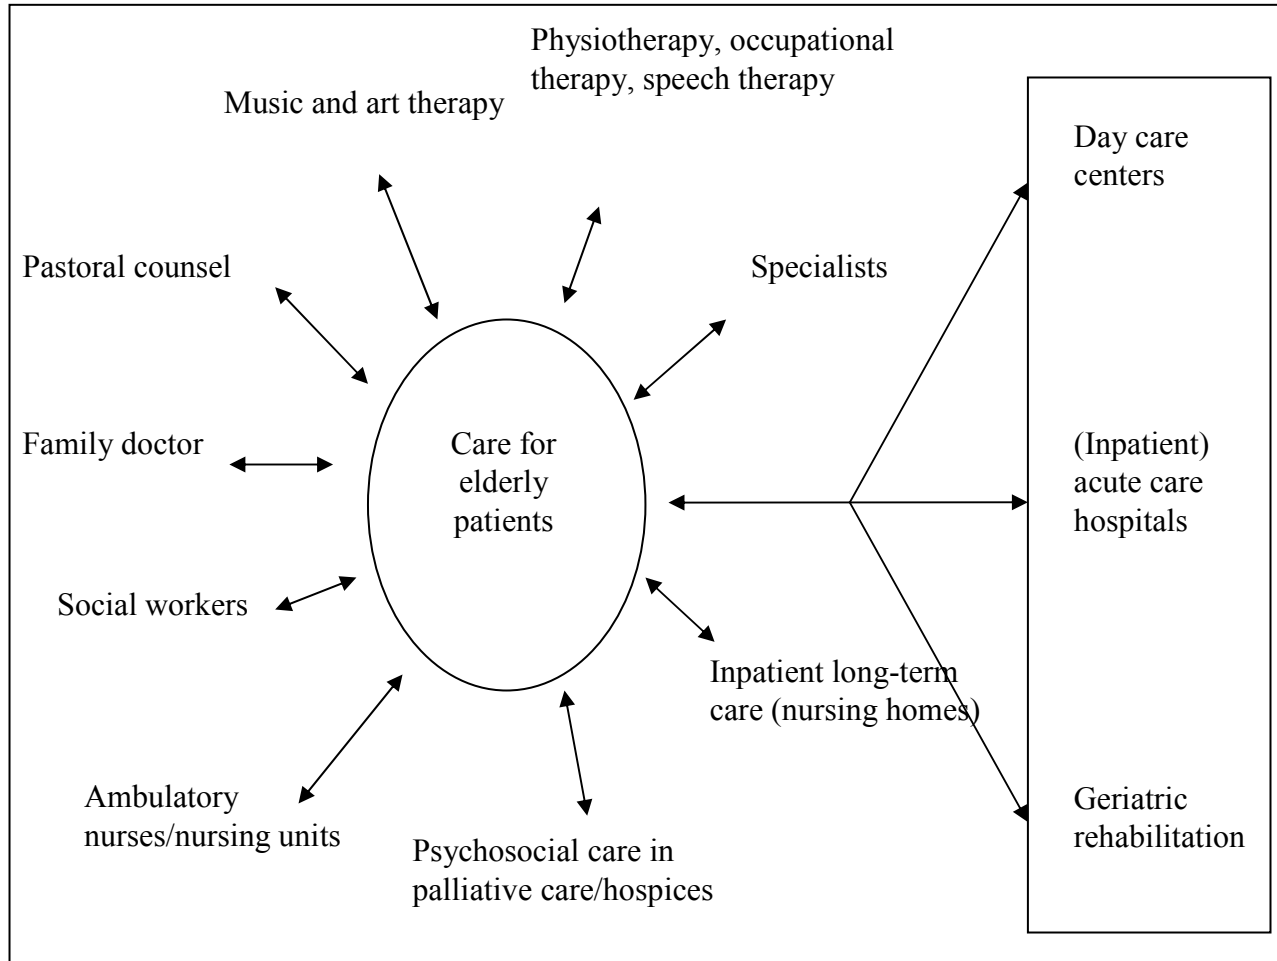 Physiotherapy, occupational
therapy, speech therapy
Music and art therapy
Day care
centers
Pastoral counsel
Specialists
Family doctor
Care for
elderly
patients
(Inpatient)
acute care
hospitals
Social workers
Inpatient long-term
care (nursing homes)
Ambulatory
nurses/nursing units
Psychosocial care in
palliative care/hospices
Geriatric
rehabilitation